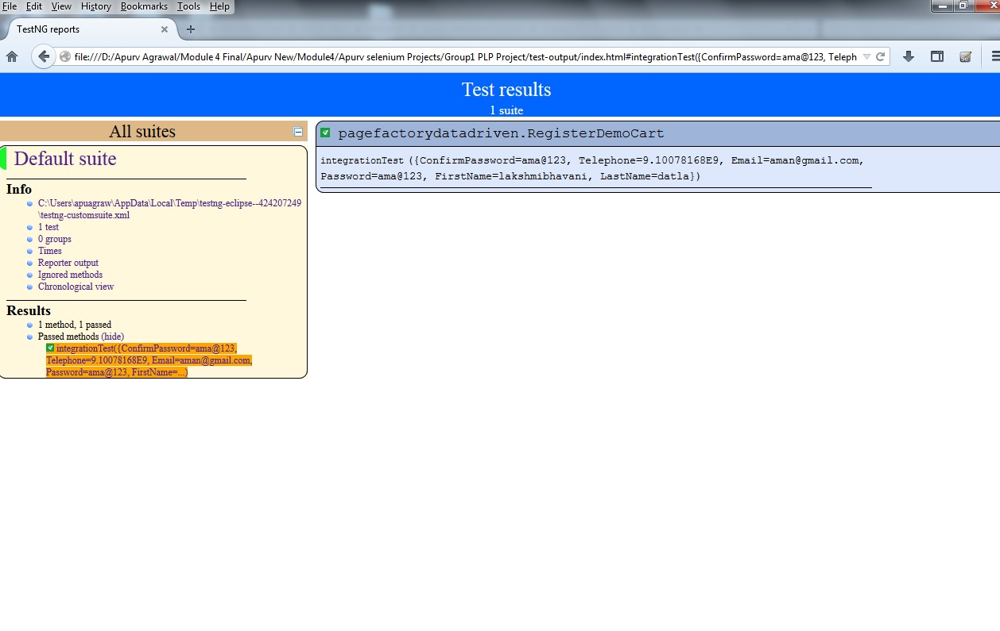 File Edit View History Bookmarks Tools Help
TestNG reports
file:///D:/Apurv Agrawal/Module 4 Final/Apurv New/Module4/Apurv selenium Projects/Group1 PLP Project/test-output/index.html#integrationTest({ConfirmPassword=ama@123, Teleph
Test results
1 suite
All suites
Default suite
Info
C:\Users\apuagraw\AppData\Local\Temp\testng-eclipse--424207249
\testng-customsuite.xml
1 test
0 groups
Times
Reporter output
Ignored methods
Chronological view
Results
1 method, 1 passed
Passed methods (hide)
integrationTest({ConfirmPassword=ama@123,
Telephone=9.10078168E9, Email=aman@gmail.com,
Password=ama@123, FirstName=...)
pagefactorydatadriven.RegisterDemoCart
integrationTest ({ConfirmPassword=ama@123, Telephone=9.10078168E9, Email=aman@gmail.com,
Password=ama@123, FirstName=lakshmibhavani, LastName=datla})